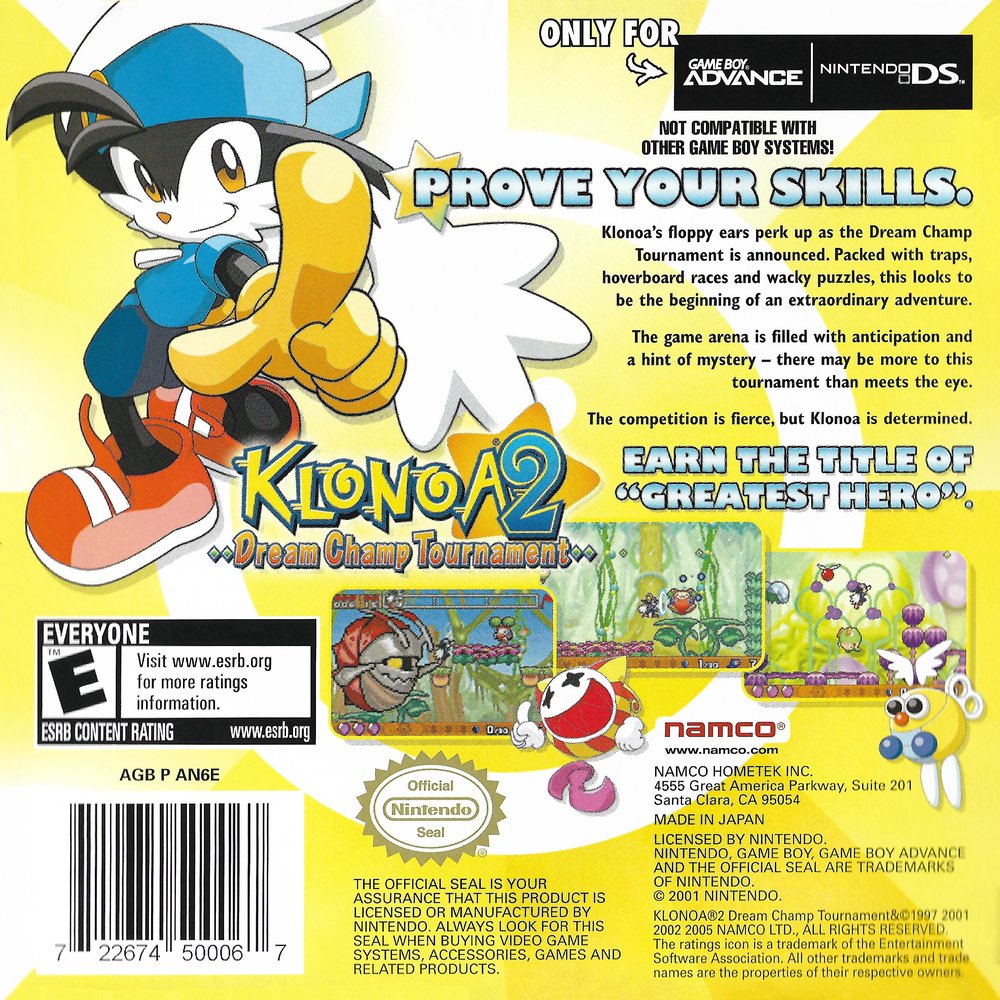 ONLY FOR
GAME BOY ADVANCE
NINTENDO DS™
NOT COMPATIBLE WITH
OTHER GAME BOY SYSTEMS!
PROVE YOUR SKILLS.
Klonoa's floppy ears perk up as the Dream Champ
Tournament is announced. Packed with traps,
hoverboard races and wacky puzzles, this looks to
be the beginning of an extraordinary adventure.
The game arena is filled with anticipation and
a hint of mystery – there may be more to this
tournament than meets the eye.
The competition is fierce, but Klonoa is determined.
EARN THE TITLE OF
“GREATEST HERO”.
KLONOA®2
Dream Champ Tournament
0/30
1/30
7
EVERYONE
E™
Visit www.esrb.org
for more ratings
information.
ESRB CONTENT RATING www.esrb.org
AGB P AN6E
7 22674 50006 7
Official
Nintendo
Seal
®
THE OFFICIAL SEAL IS YOUR
ASSURANCE THAT THIS PRODUCT IS
LICENSED OR MANUFACTURED BY
NINTENDO. ALWAYS LOOK FOR THIS
SEAL WHEN BUYING VIDEO GAME
SYSTEMS, ACCESSORIES, GAMES AND
RELATED PRODUCTS.
namco®
www.namco.com
NAMCO HOMETEK INC.
4555 Great America Parkway, Suite 201
Santa Clara, CA 95054
MADE IN JAPAN
LICENSED BY NINTENDO.
NINTENDO, GAME BOY, GAME BOY ADVANCE
AND THE OFFICIAL SEAL ARE TRADEMARKS
OF NINTENDO.
© 2001 NINTENDO.
KLONOA®2 Dream Champ Tournament&©1997 2001
2002 2005 NAMCO LTD., ALL RIGHTS RESERVED.
The ratings icon is a trademark of the Entertainment
Software Association. All other trademarks and trade
names are the properties of their respective owners.